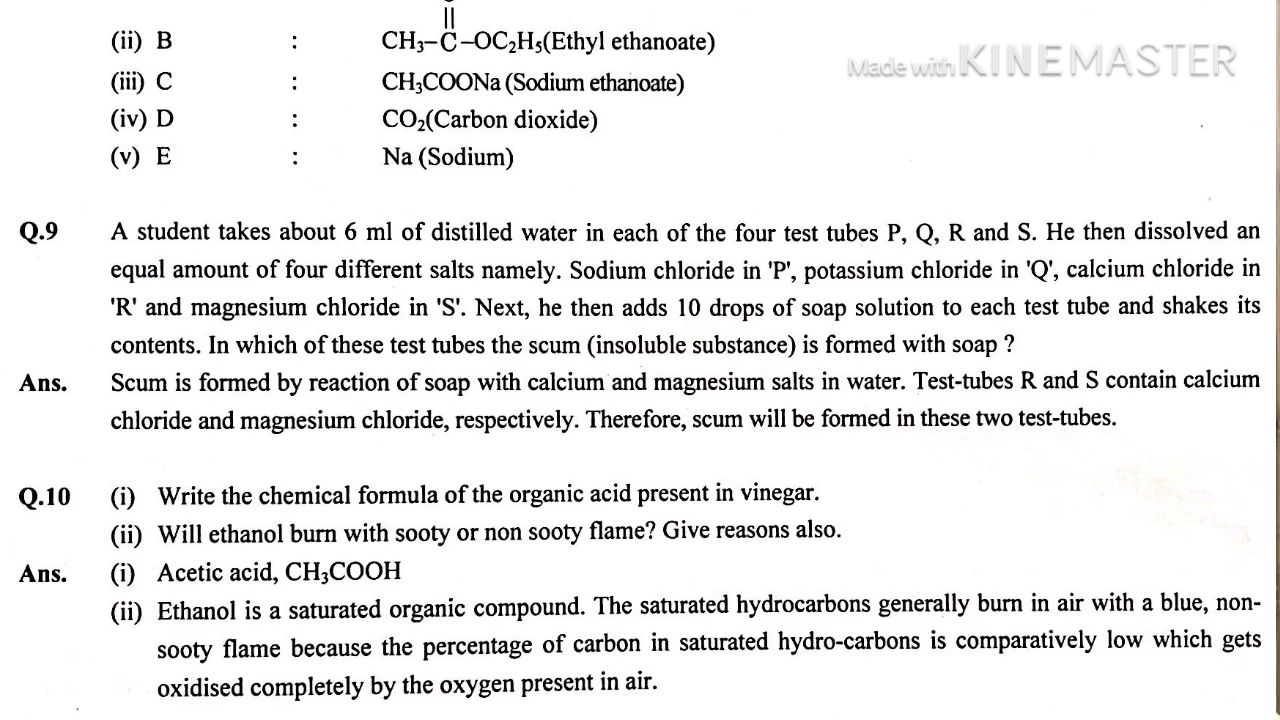 ||
(ii) B : CH₃–C–OC₂H₅(Ethyl ethanoate)
Made with KINEMASTER
(iii) C : CH₃COONa (Sodium ethanoate)
(iv) D : CO₂(Carbon dioxide)
(v) E : Na (Sodium)
Q.9 A student takes about 6 ml of distilled water in each of the four test tubes P, Q, R and S. He then dissolved an
equal amount of four different salts namely. Sodium chloride in 'P', potassium chloride in 'Q', calcium chloride in
'R' and magnesium chloride in 'S'. Next, he then adds 10 drops of soap solution to each test tube and shakes its
contents. In which of these test tubes the scum (insoluble substance) is formed with soap ?
Ans. Scum is formed by reaction of soap with calcium and magnesium salts in water. Test-tubes R and S contain calcium
chloride and magnesium chloride, respectively. Therefore, scum will be formed in these two test-tubes.
Q.10 (i) Write the chemical formula of the organic acid present in vinegar.
(ii) Will ethanol burn with sooty or non sooty flame? Give reasons also.
Ans. (i) Acetic acid, CH₃COOH
(ii) Ethanol is a saturated organic compound. The saturated hydrocarbons generally burn in air with a blue, non-
sooty flame because the percentage of carbon in saturated hydro-carbons is comparatively low which gets
oxidised completely by the oxygen present in air.